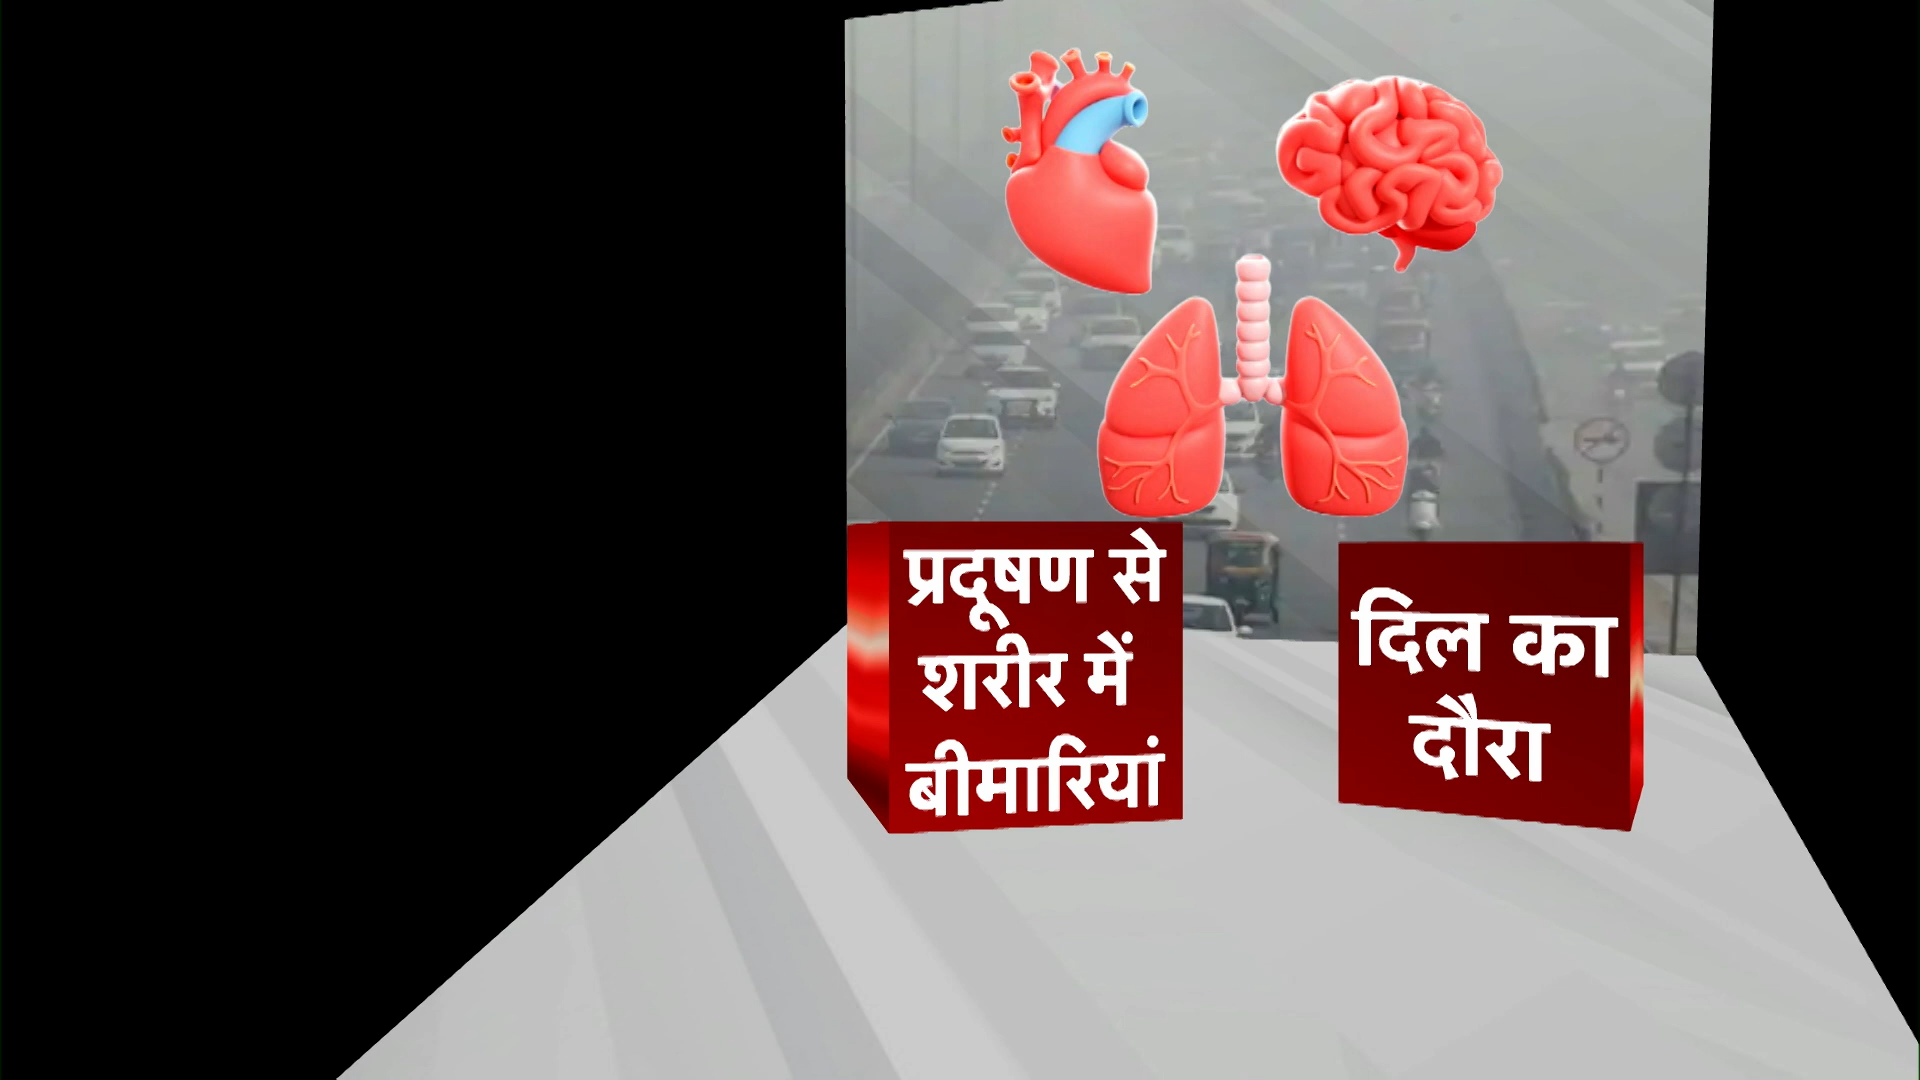 प्रदूषण से
शरीर में
बीमारियां
दिल का
दौरा